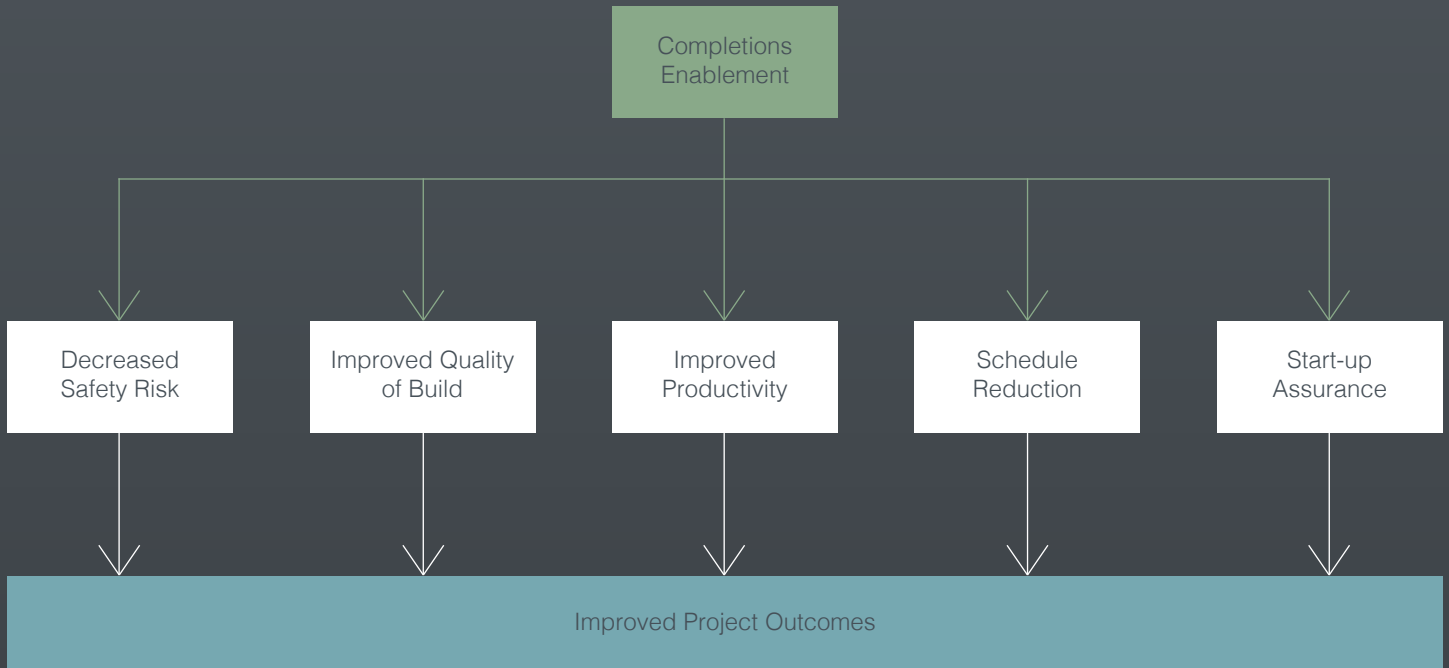 Completions
Enablement
Decreased
Safety Risk
Improved Quality
of Build
Improved
Productivity
Schedule
Reduction
Start-up
Assurance
Improved Project Outcomes